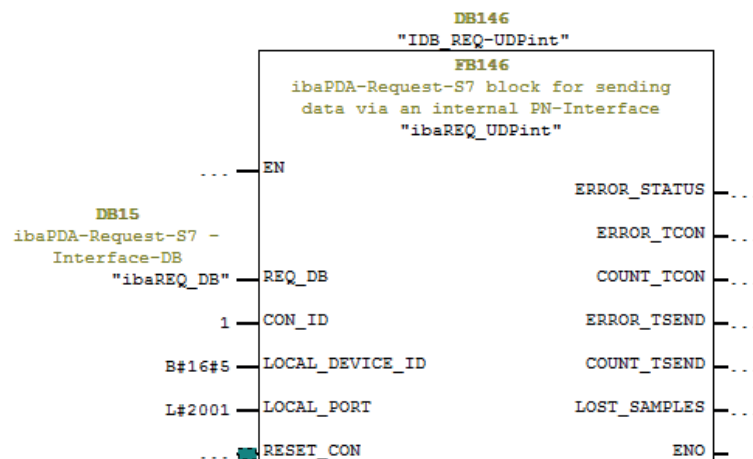 DB146
"IDB_REQ-UDPint"
FB146
ibaPDA-Request-S7 block for sending
data via an internal PN-Interface
"ibaREQ_UDPint"
... EN
ERROR_STATUS ...
DB15
ibaPDA-Request-S7 -
Interface-DB
ERROR_TCON ...
"ibaREQ_DB" REQ_DB
COUNT_TCON ...
1 CON_ID
ERROR_TSEND ...
B#16#5 LOCAL_DEVICE_ID
COUNT_TSEND ...
L#2001 LOCAL_PORT
LOST_SAMPLES ...
... RESET_CON
ENO